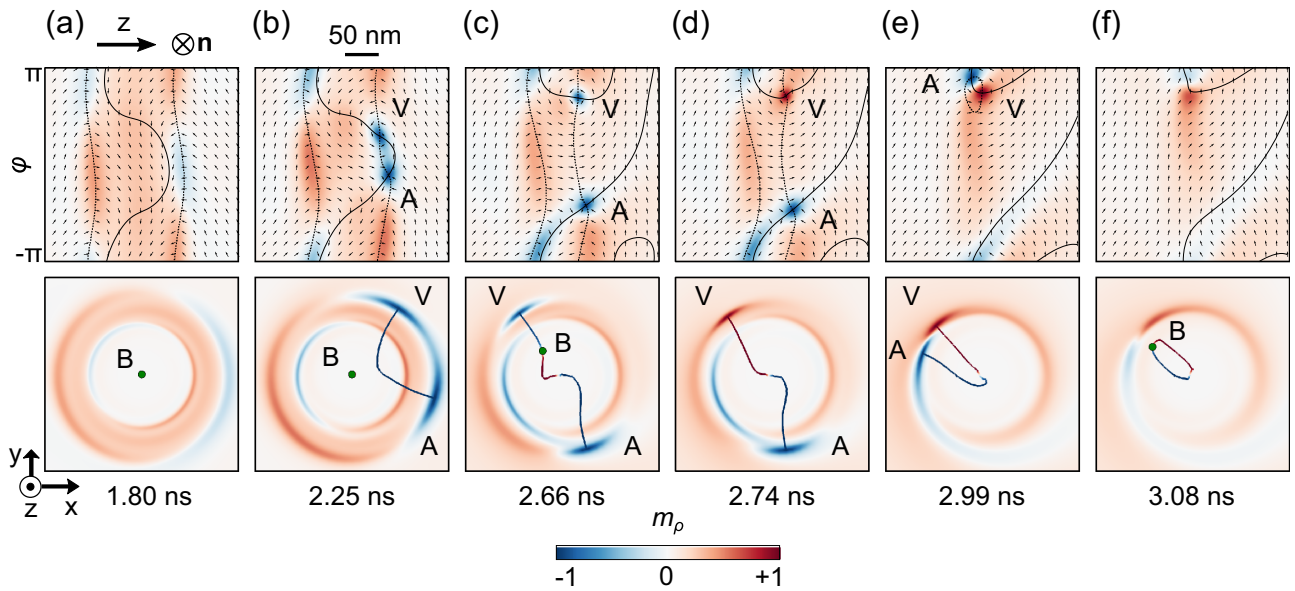 (a) (b) (c) (d) (e) (f)
z ⊗n 50 nm
π
φ
-π
V
A
V
A
V
A
A
V
B
B
V
A
V
B
A
V
A
V
A
B
y
z x
1.80 ns 2.25 ns 2.66 ns 2.74 ns 2.99 ns 3.08 ns
mρ
-1 0 +1